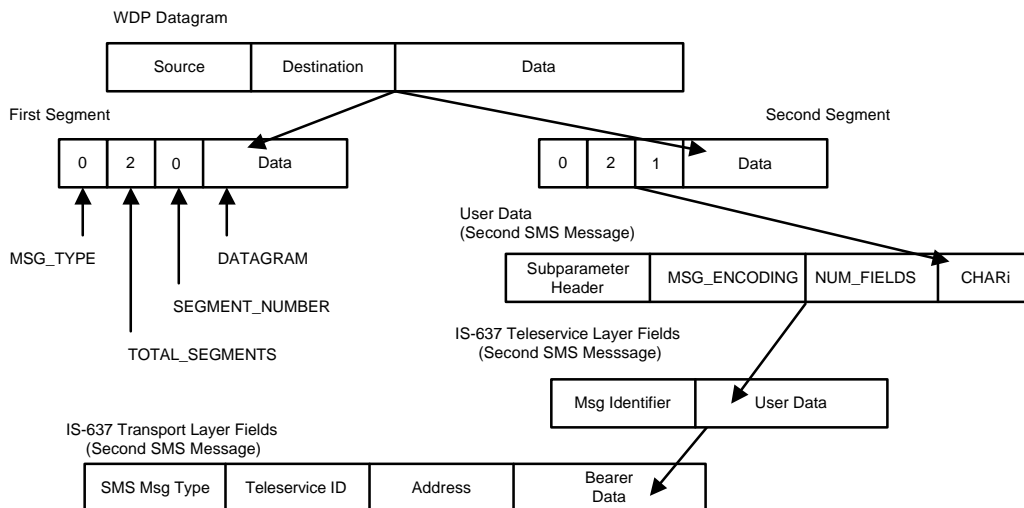 WDP Datagram
Source Destination Data
First Segment
Second Segment
0 2 0 Data
0 2 1 Data
MSG_TYPE
DATAGRAM
SEGMENT_NUMBER
TOTAL_SEGMENTS
User Data
(Second SMS Message)
Subparameter
Header
MSG_ENCODING NUM_FIELDS CHARi
IS-637 Teleservice Layer Fields
(Second SMS Messsage)
Msg Identifier User Data
IS-637 Transport Layer Fields
(Second SMS Message)
SMS Msg Type Teleservice ID Address Bearer
Data